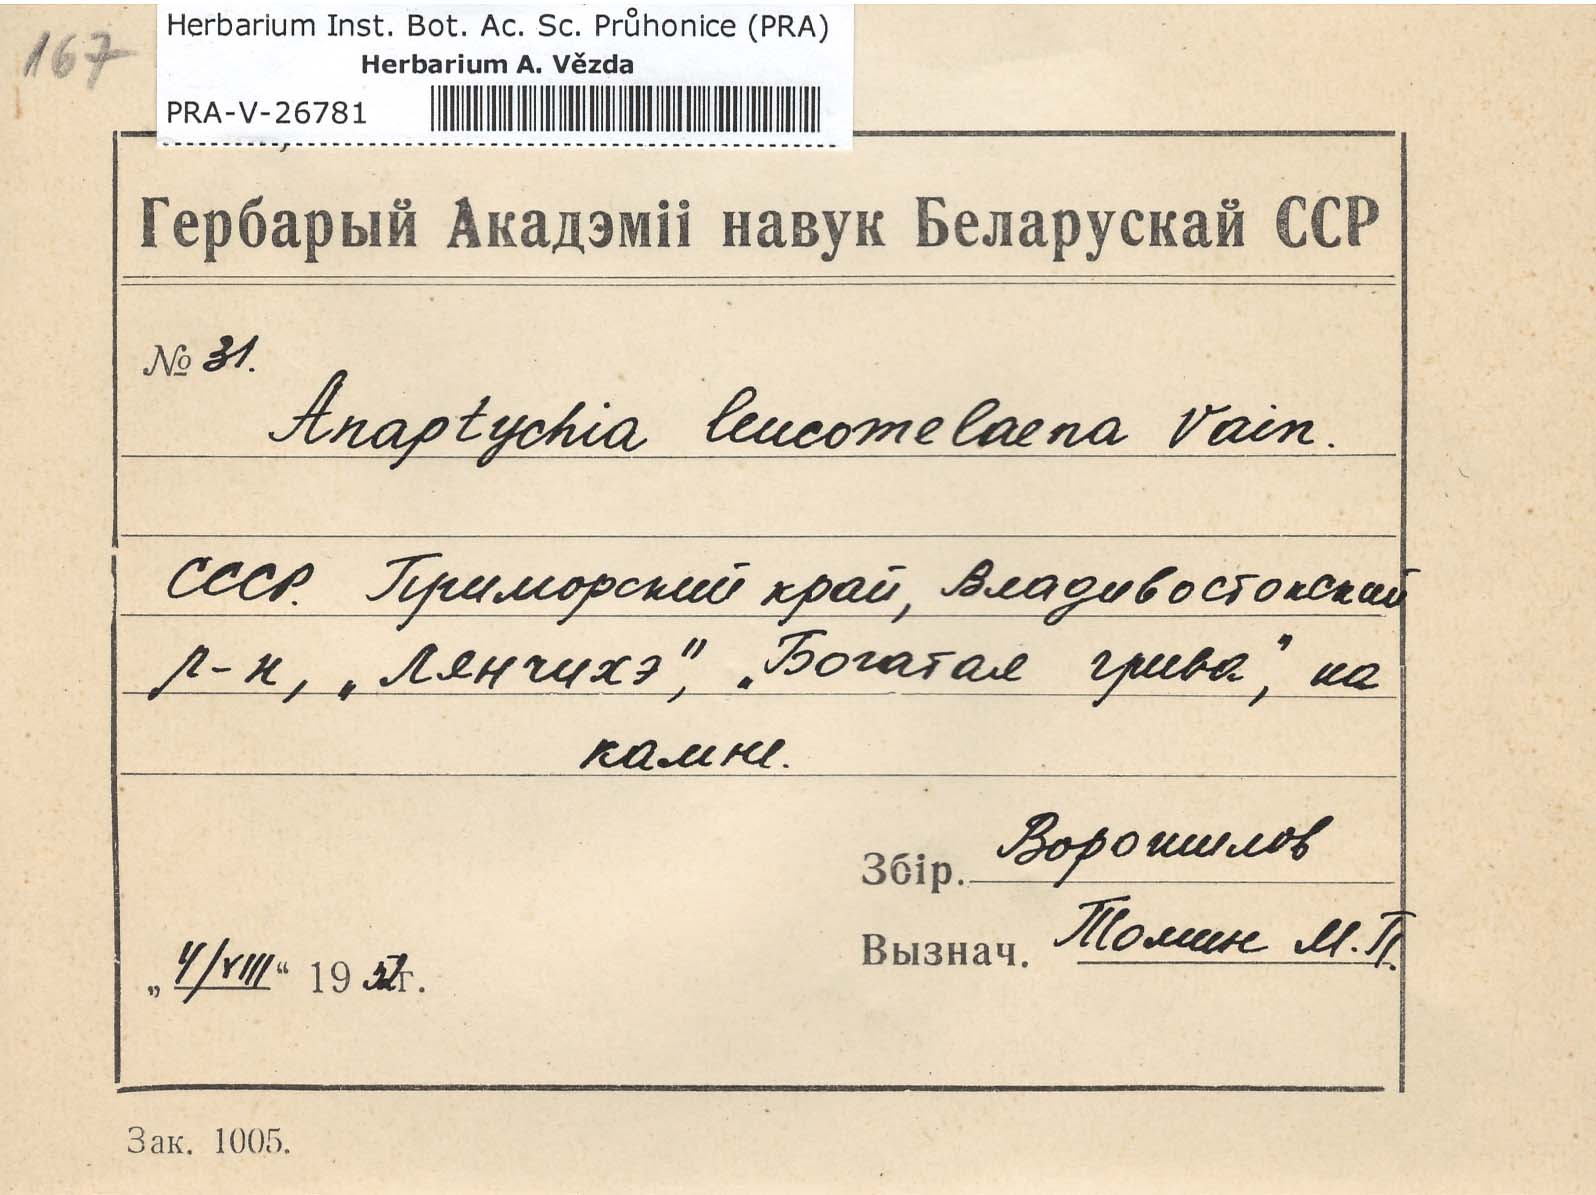 167
Herbarium Inst. Bot. Ac. Sc. Průhonice (PRA)
Herbarium A. Vězda
PRA-V-26781
Гербарый Акадэміі навук Беларускай ССР
№ 31.
Anaptychia leucomelaena Vain.
СССР. Приморский край, Владивостокский
р-н, „Лянчихэ", „Богатая грива", на
камне.
Збір. Ворошилов
Вызнач. Томин М.П.
„4/VIII“ 1952г.
Зак. 1005.